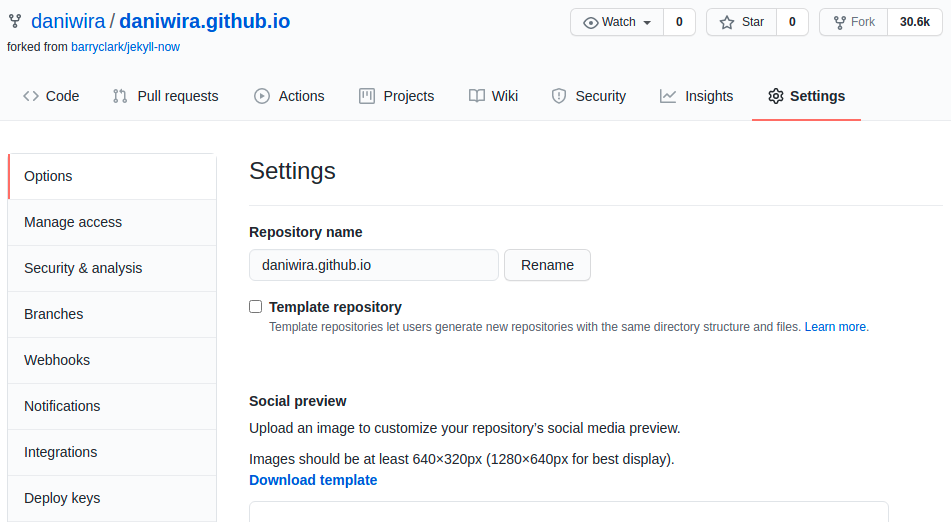 daniwira / daniwira.github.io
Watch 0 Star 0 Fork 30.6k
forked from barryclark/jekyll-now
Code Pull requests Actions Projects Wiki Security Insights Settings
Options
Manage access
Security & analysis
Branches
Webhooks
Notifications
Integrations
Deploy keys
Settings
Repository name
daniwira.github.io Rename
Template repository
Template repositories let users generate new repositories with the same directory structure and files. Learn more.
Social preview
Upload an image to customize your repository’s social media preview.
Images should be at least 640×320px (1280×640px for best display).
Download template